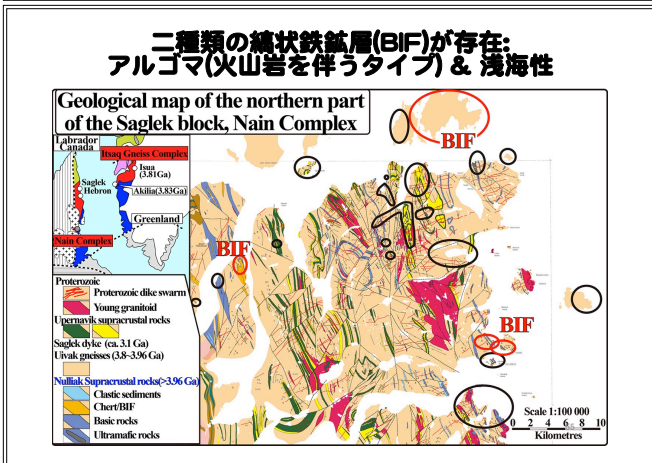 二種類の縞状鉄鉱層(BIF)が存在:
アルゴマ(火山岩を伴うタイプ) & 浅海性
Geological map of the northern part
of the Saglek block, Nain Complex
Labrador
Canada
Itsaq Gneiss Complex
Isua
(3.81Ga)
Saglek
Hebron
Akilia(3.83Ga)
Greenland
Nain Complex
BIF
BIF
BIF
Proterozoic
Proterozoic dike swarm
Young granitoid
Upernavik supracrustal rocks
Saglek dyke (ca. 3.1 Ga)
Uivak gneisses (3.8-3.96 Ga)
Nulliak Supracrustal rocks(>3.96 Ga)
Clastic sediments
Chert/BIF
Basic rocks
Ultramafic rocks
Scale 1:100 000
0 2 4 6 8 10
Kilometres